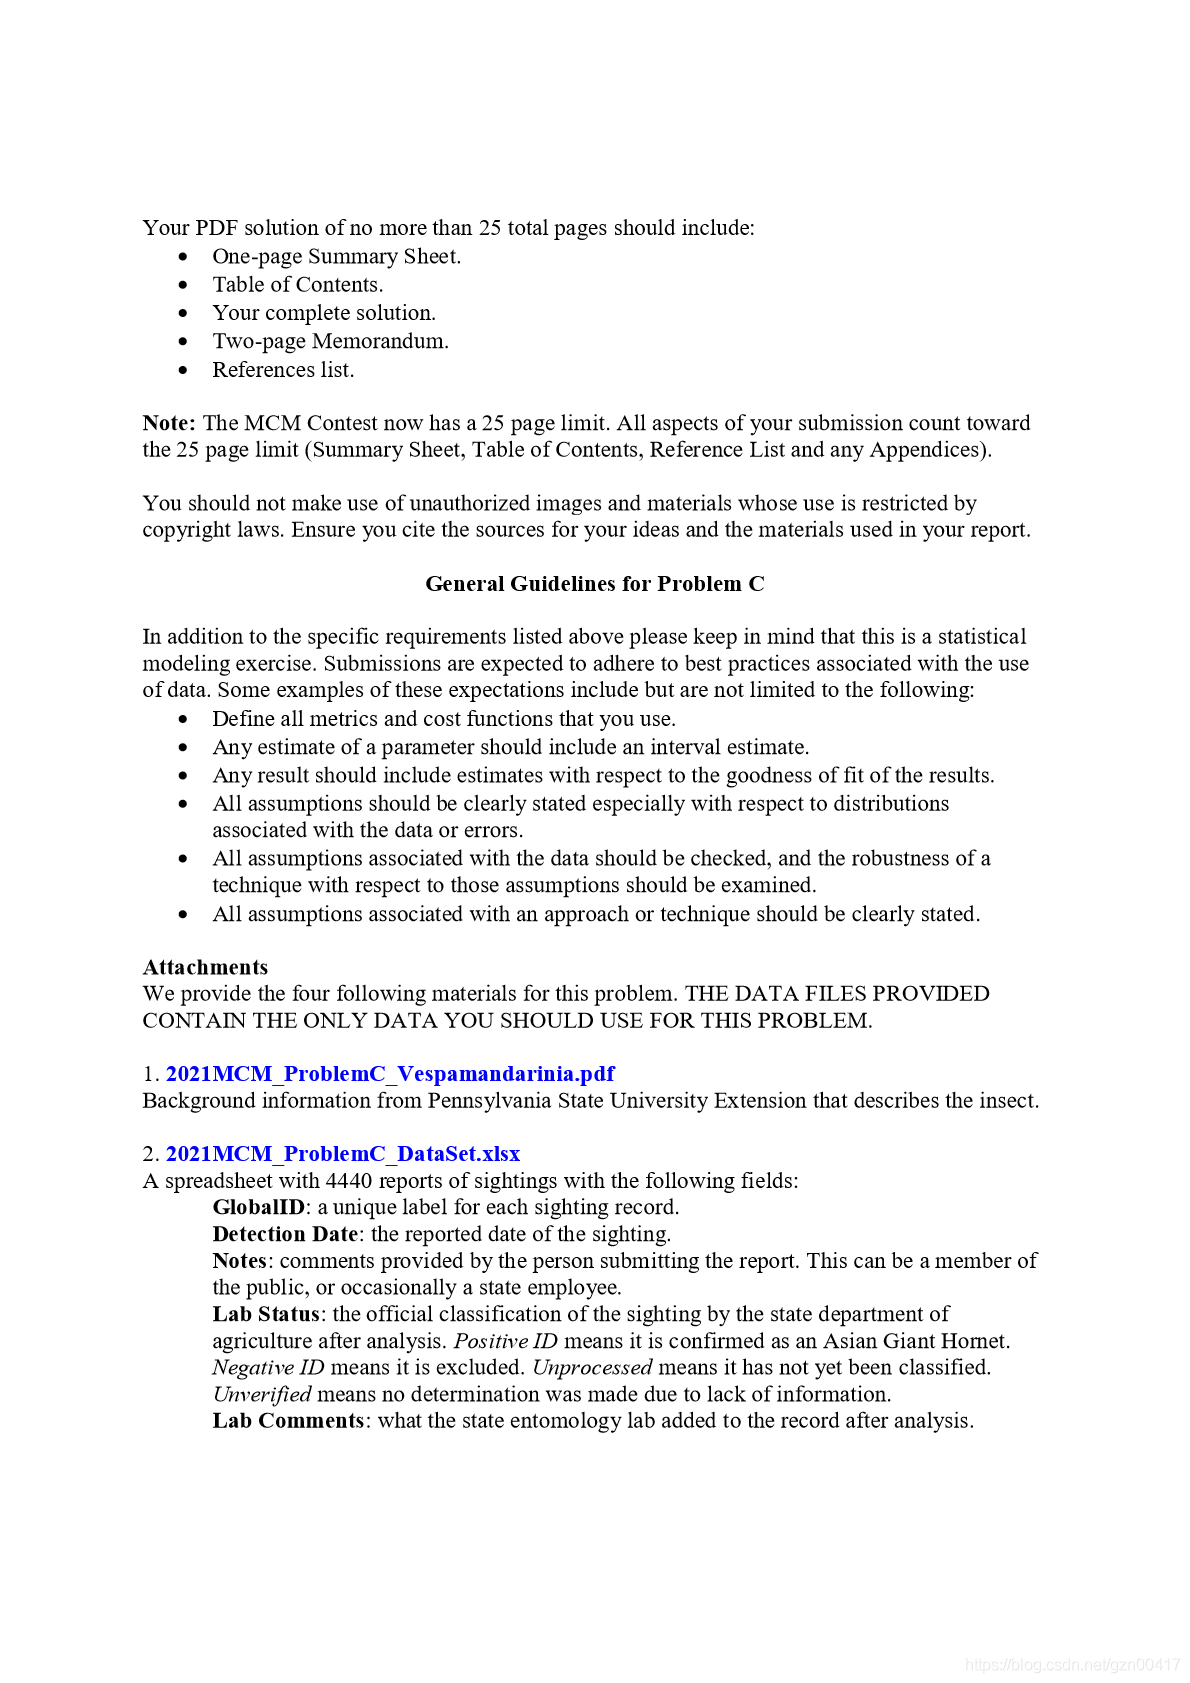 Your PDF solution of no more than 25 total pages should include:
• One-page Summary Sheet.
• Table of Contents.
• Your complete solution.
• Two-page Memorandum.
• References list.
Note: The MCM Contest now has a 25 page limit. All aspects of your submission count toward
the 25 page limit (Summary Sheet, Table of Contents, Reference List and any Appendices).
You should not make use of unauthorized images and materials whose use is restricted by
copyright laws. Ensure you cite the sources for your ideas and the materials used in your report.
General Guidelines for Problem C
In addition to the specific requirements listed above please keep in mind that this is a statistical
modeling exercise. Submissions are expected to adhere to best practices associated with the use
of data. Some examples of these expectations include but are not limited to the following:
• Define all metrics and cost functions that you use.
• Any estimate of a parameter should include an interval estimate.
• Any result should include estimates with respect to the goodness of fit of the results.
• All assumptions should be clearly stated especially with respect to distributions
associated with the data or errors.
• All assumptions associated with the data should be checked, and the robustness of a
technique with respect to those assumptions should be examined.
• All assumptions associated with an approach or technique should be clearly stated.
Attachments
We provide the four following materials for this problem. THE DATA FILES PROVIDED
CONTAIN THE ONLY DATA YOU SHOULD USE FOR THIS PROBLEM.
1. 2021MCM_ProblemC_Vespamandarinia.pdf
Background information from Pennsylvania State University Extension that describes the insect.
2. 2021MCM_ProblemC_DataSet.xlsx
A spreadsheet with 4440 reports of sightings with the following fields:
GlobalID: a unique label for each sighting record.
Detection Date: the reported date of the sighting.
Notes: comments provided by the person submitting the report. This can be a member of
the public, or occasionally a state employee.
Lab Status: the official classification of the sighting by the state department of
agriculture after analysis. Positive ID means it is confirmed as an Asian Giant Hornet.
Negative ID means it is excluded. Unprocessed means it has not yet been classified.
Unverified means no determination was made due to lack of information.
Lab Comments: what the state entomology lab added to the record after analysis.
https://blog.csdn.net/gzn00417